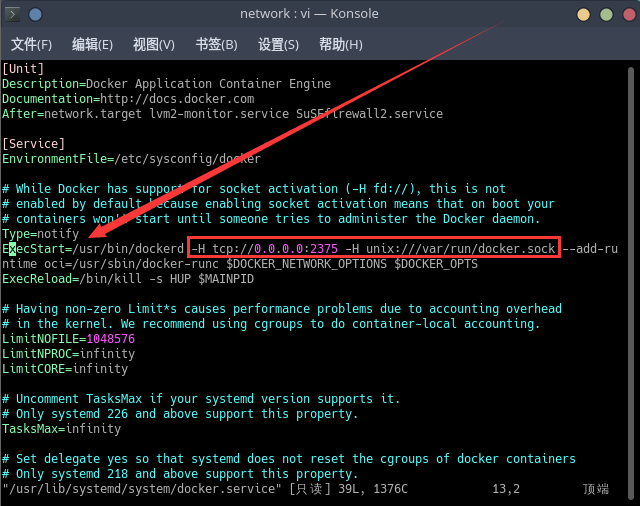 network : vi — Konsole
文件(F) 编辑(E) 视图(V) 书签(B) 设置(S) 帮助(H)
[Unit]
Description=Docker Application Container Engine
Documentation=http://docs.docker.com
After=network.target lvm2-monitor.service SuSEfirewall2.service
[Service]
EnvironmentFile=/etc/sysconfig/docker
# While Docker has support for socket activation (-H fd://), this is not
# enabled by default because enabling socket activation means that on boot your
# containers won't start until someone tries to administer the Docker daemon.
Type=notify
ExecStart=/usr/bin/dockerd -H tcp://0.0.0.0:2375 -H unix:///var/run/docker.sock --add-ru
ntime oci=/usr/sbin/docker-runc $DOCKER_NETWORK_OPTIONS $DOCKER_OPTS
ExecReload=/bin/kill -s HUP $MAINPID
# Having non-zero Limit*s causes performance problems due to accounting overhead
# in the kernel. We recommend using cgroups to do container-local accounting.
LimitNOFILE=1048576
LimitNPROC=infinity
LimitCORE=infinity
# Uncomment TasksMax if your systemd version supports it.
# Only systemd 226 and above support this property.
TasksMax=infinity
# Set delegate yes so that systemd does not reset the cgroups of docker containers
# Only systemd 218 and above support this property.
"/usr/lib/systemd/system/docker.service" [只读] 39L, 1376C 13,2 顶端